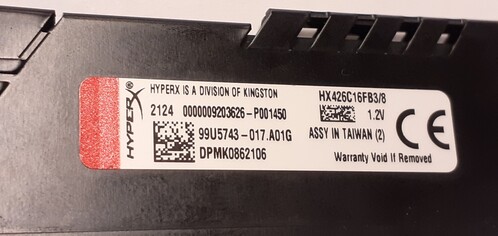 HYPERX
HYPERX IS A DIVISION OF KINGSTON
2124 0000009203626-P001450
99U5743-017.A01G
DPMK0862106
HX426C16FB3/8
1.2V
ASSY IN TAIWAN (2)
CE
Warranty Void If Removed